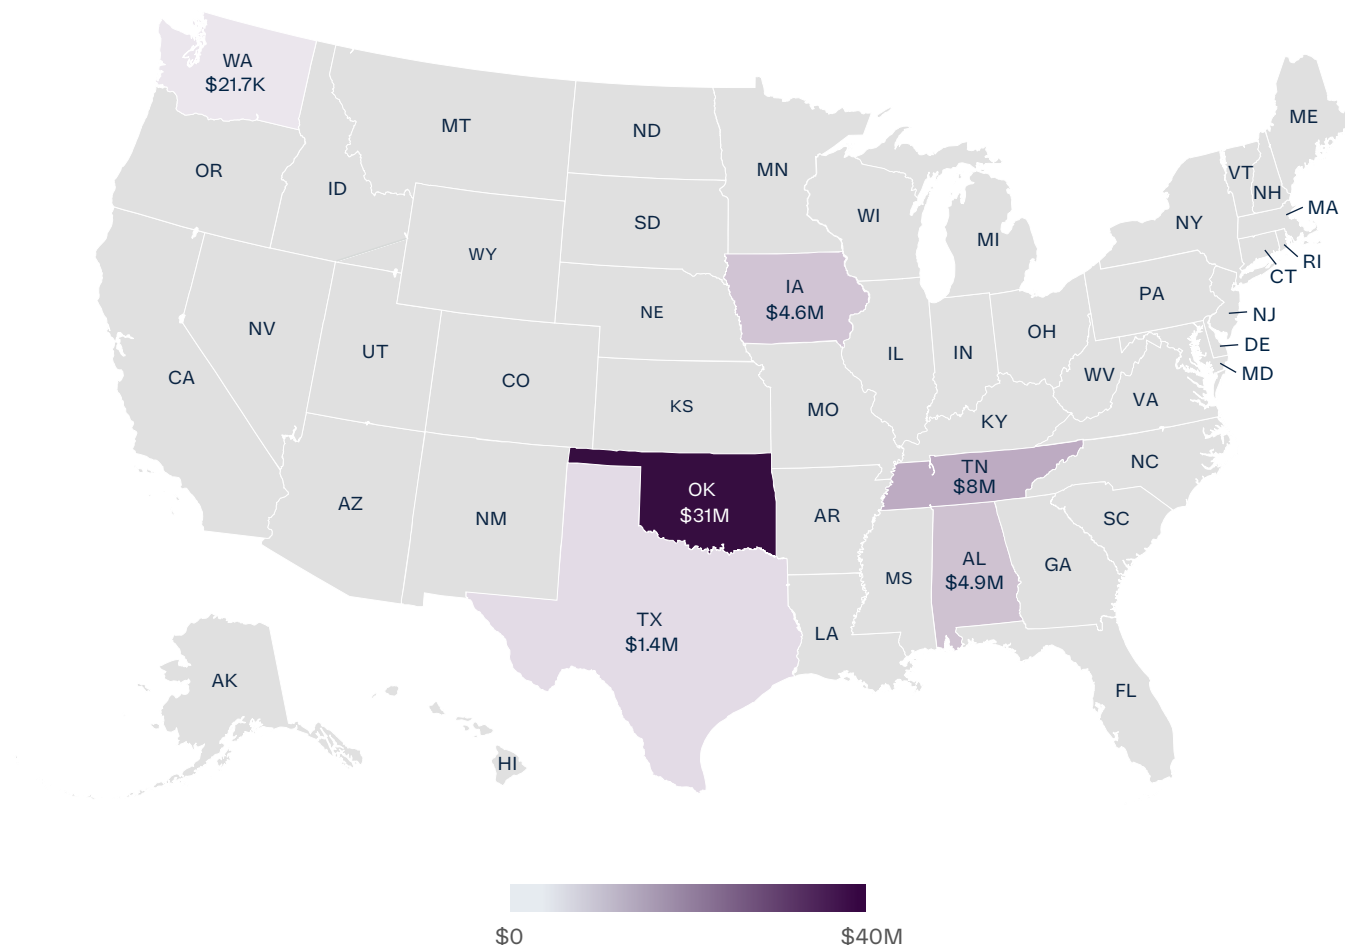 WA
$21.7K
MT
ND
MN
ME
OR
ID
SD
WI
MI
VT
NH
NY
MA
WY
RI
CT
IA
$4.6M
PA
NE
NJ
NV
OH
DE
UT
IL
IN
MD
CA
CO
WV
KS
MO
VA
KY
NC
TN
$8M
OK
$31M
AZ
NM
AR
SC
AL
$4.9M
GA
MS
TX
$1.4M
LA
AK
FL
HI
$0
$40M